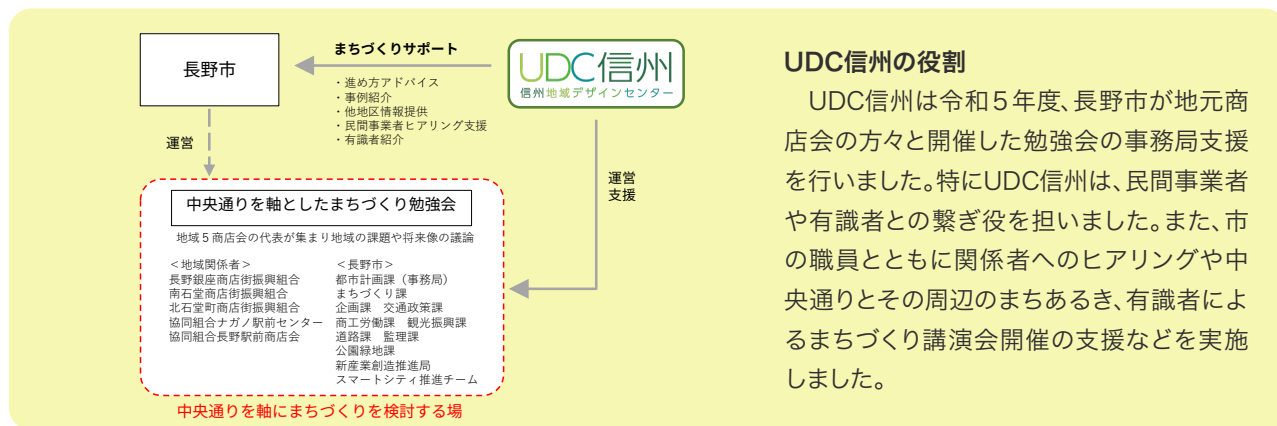 長野市
まちづくりサポート
・進め方アドバイス
・事例紹介
・他地区情報提供
・民間事業者ヒアリング支援
・有識者紹介
UDC信州
信州地域デザインセンター
運営
運営
支援
中央通りを軸としたまちづくり勉強会
地域5商店会の代表が集まり地域の課題や将来像の議論
＜地域関係者＞
長野銀座商店街振興組合
南石堂商店街振興組合
北石堂町商店街振興組合
協同組合ナガノ駅前センター
協同組合長野駅前商店会
＜長野市＞
都市計画課（事務局）
まちづくり課
企画課　交通政策課
商工労働課　観光振興課
道路課　監理課
公園緑地課
新産業創造推進局
スマートシティ推進チーム
中央通りを軸にまちづくりを検討する場
UDC信州の役割
　UDC信州は令和5年度、長野市が地元商
店会の方々と開催した勉強会の事務局支援
を行いました。特にUDC信州は、民間事業者
や有識者との繋ぎ役を担いました。また、市
の職員とともに関係者へのヒアリングや中
央通りとその周辺のまちあるき、有識者によ
るまちづくり講演会開催の支援などを実施
しました。